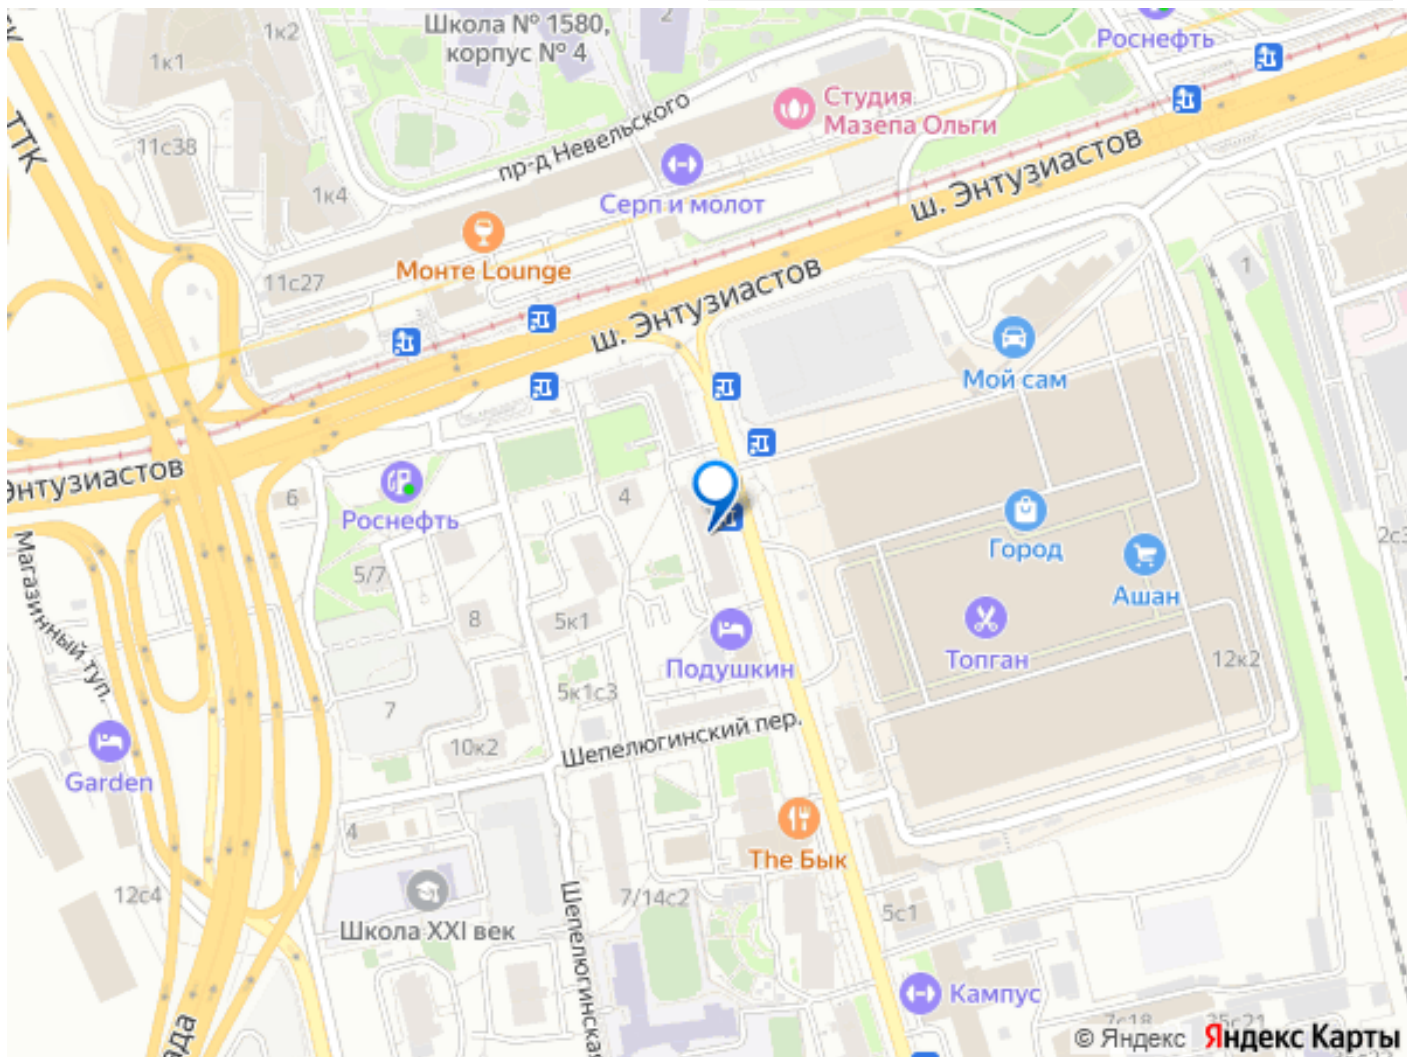 Школа № 1580,
корпус № 4
2
1к2
1к1
Роснефть
ТТК
11с38
1к4
пр-д Невельского
Студия
Мазепа Ольги
ш. Энтузиастов
Серп и молот
Монте Lounge
11с27
ш. Энтузиастов
1
Мой сам
Энтузиастов
6
Роснефть
4
Город
Ашан
Магазинный туп.
5/7
8
5к1
Подушкин
Топган
12к2
5к1с3
7
10к2
Шепелюгинский пер.
Garden
4
The Бык
12с4
Школа XXI век
7/14с2
5с1
Шепелюгинская
Кампус
7с18
35с21
© Яндекс Яндекс Карты